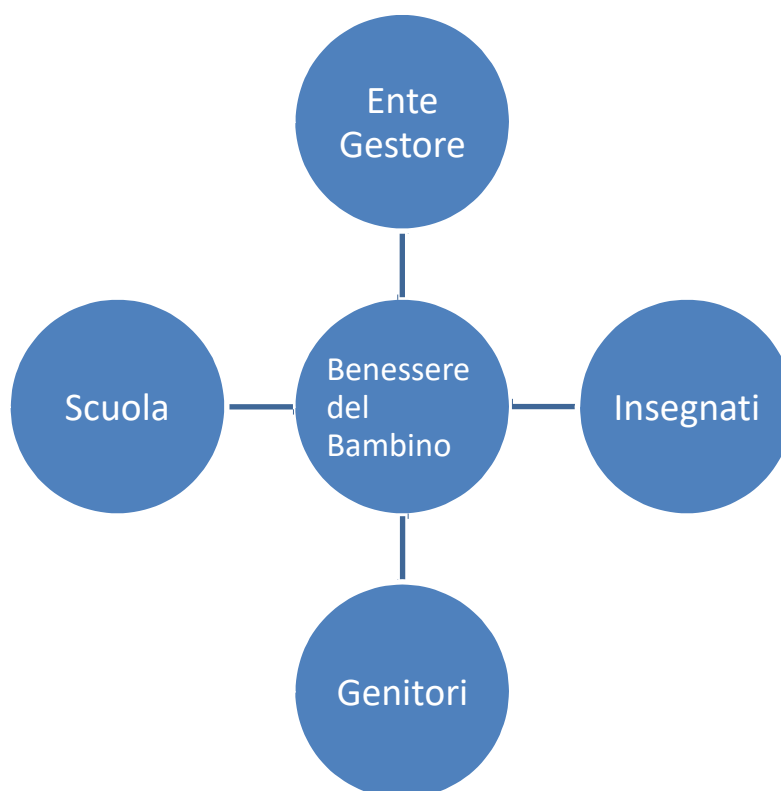 Ente
Gestore
Scuola
Benessere
del
Bambino
Insegnati
Genitori